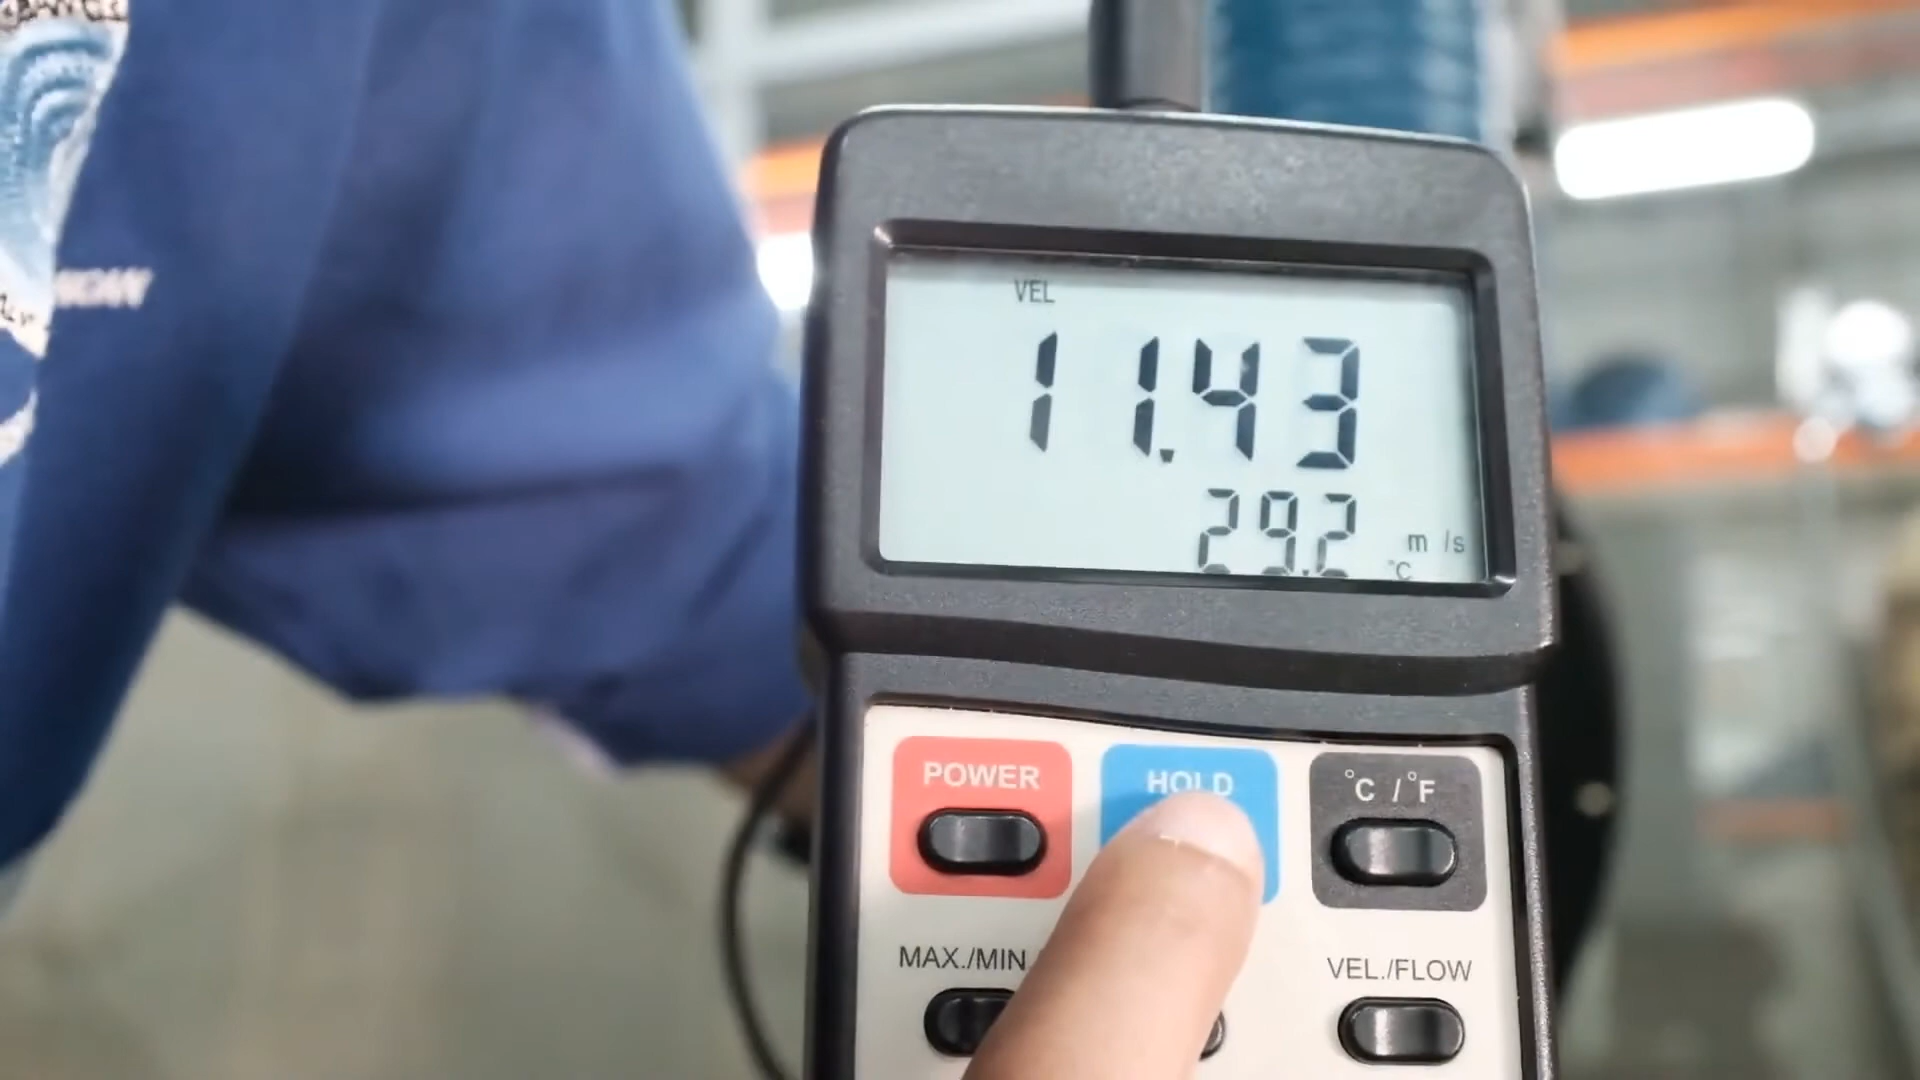 VEL
11.43
29.2
m/s
°C
POWER
HOLD
°C / °F
MAX./MIN.
VEL./FLOW